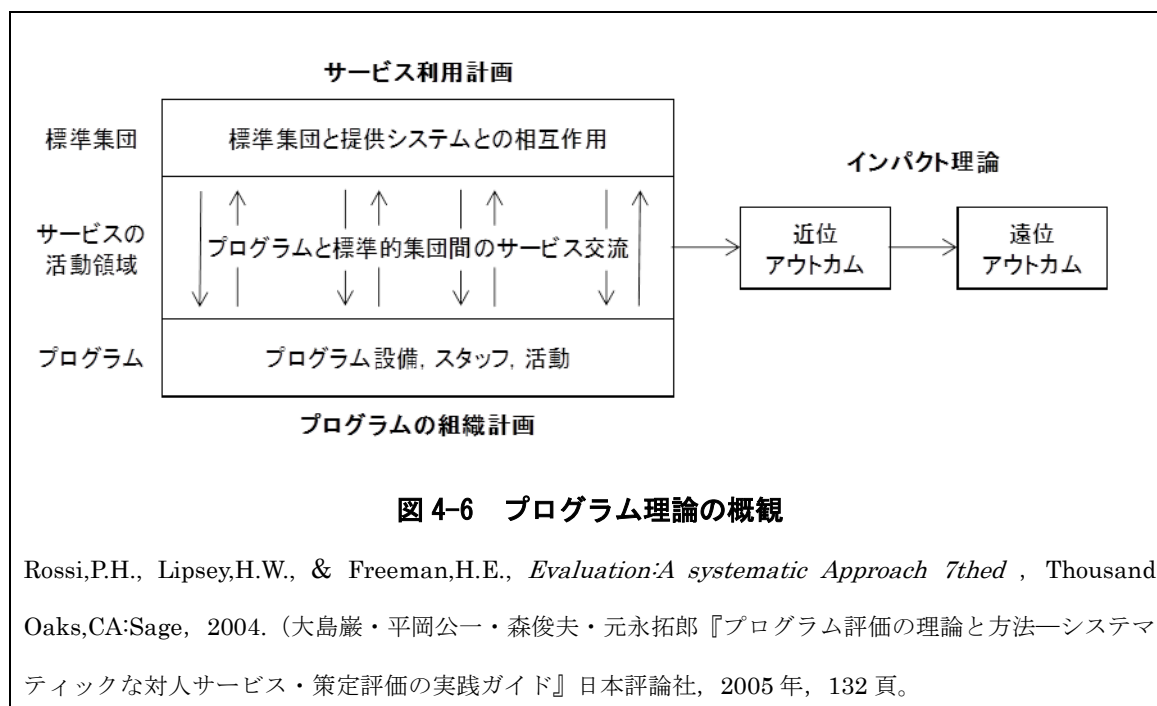 サービス利用計画
標準集団
標準集団と提供システムとの相互作用
インパクト理論
サービスの
活動領域
プログラムと標準的集団間のサービス交流
近位
アウトカム
遠位
アウトカム
プログラム
プログラム設備, スタッフ, 活動
プログラムの組織計画
図 4-6 プログラム理論の概観
Rossi,P.H., Lipsey,H.W., & Freeman,H.E., Evaluation:A systematic Approach 7thed , Thousand
Oaks,CA:Sage, 2004.（大島巌・平岡公一・森俊夫・元永拓郎『プログラム評価の理論と方法―システマ
ティックな対人サービス・策定評価の実践ガイド』日本評論社，2005 年，132 頁。